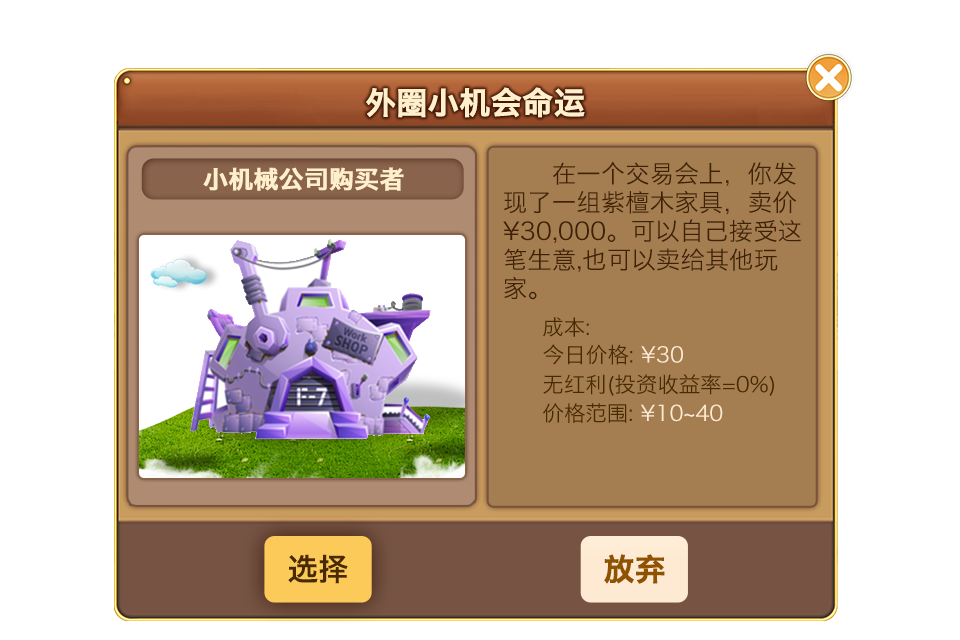 外圈小机会命运
小机械公司购买者
Work
SHOP
F-7
在一个交易会上，你发
现了一组紫檀木家具，卖价
¥30,000。可以自己接受这
笔生意,也可以卖给其他玩
家。
成本:
今日价格: ¥30
无红利(投资收益率=0%)
价格范围: ¥10~40
选择
放弃